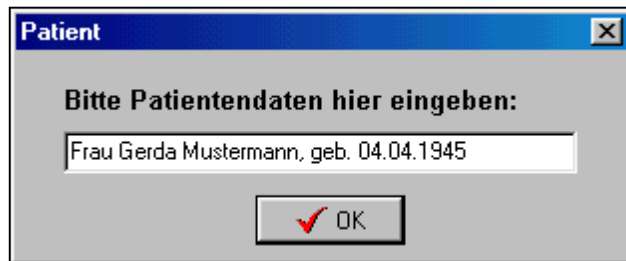 Patient
Bitte Patientendaten hier eingeben:
Frau Gerda Mustermann, geb. 04.04.1945
OK